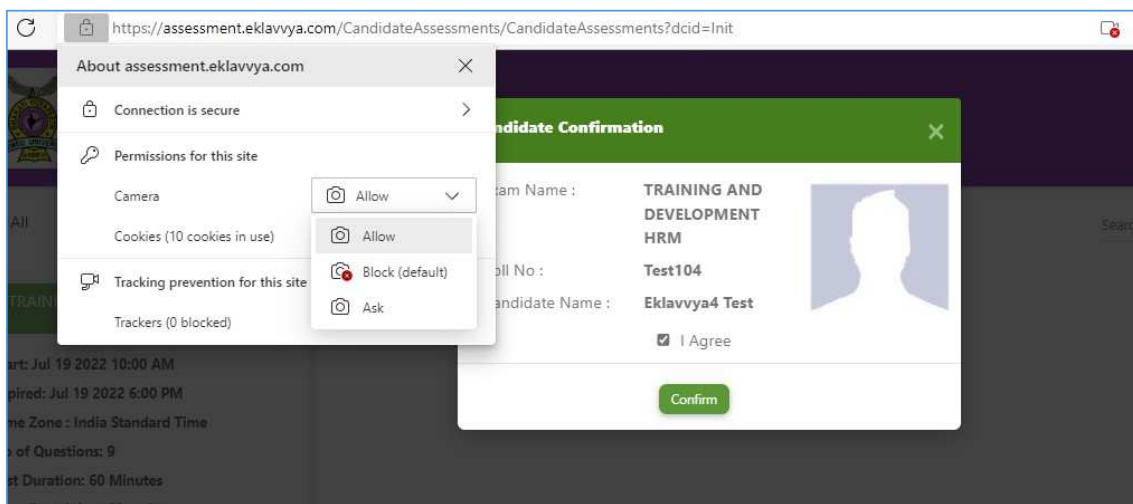 https://assessment.eklavvya.com/CandidateAssessments/CandidateAssessments?dcid=Init
About assessment.eklavvya.com
Connection is secure
Permissions for this site
Camera
Allow
Cookies (10 cookies in use)
Allow
Block (default)
Ask
Tracking prevention for this site
Trackers (0 blocked)
ndidate Confirmation
xam Name :
TRAINING AND
DEVELOPMENT
HRM
oll No :
Test104
andidate Name :
Eklavvya4 Test
I Agree
Confirm
All
Searc
TRAIN
art: Jul 19 2022 10:00 AM
pired: Jul 19 2022 6:00 PM
me Zone : India Standard Time
o of Questions: 9
st Duration: 60 Minutes